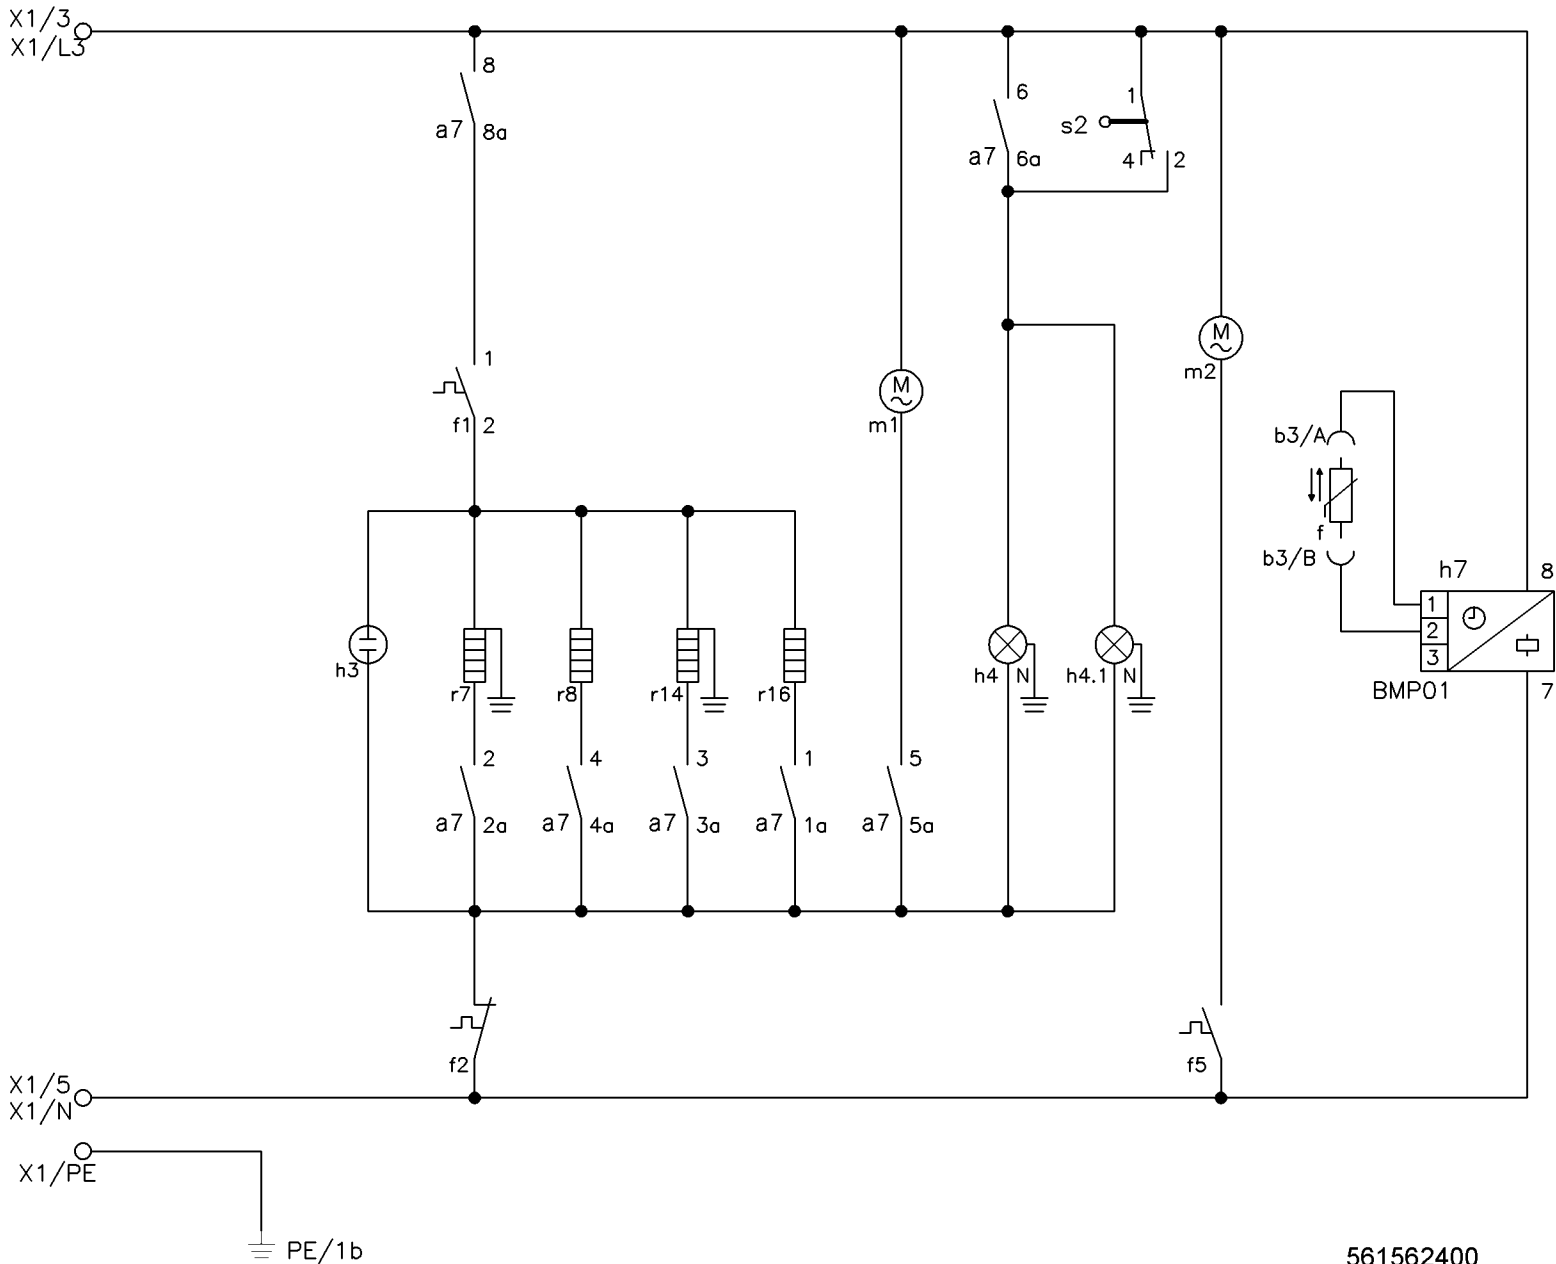 X1/3
X1/L3
8
a7 8a
6
a7 6a
1
s2
4 2
1
f1 2
M
m1
M
m2
b3/A
f
b3/B
h7 8
1
2
3
BMP01 7
h3
r7
r8
r14
r16
h4 N
h4.1 N
2
a7 2a
4
a7 4a
3
a7 3a
1
a7 1a
5
a7 5a
f2
f5
X1/5
X1/N
X1/PE
PE/1b
561562400